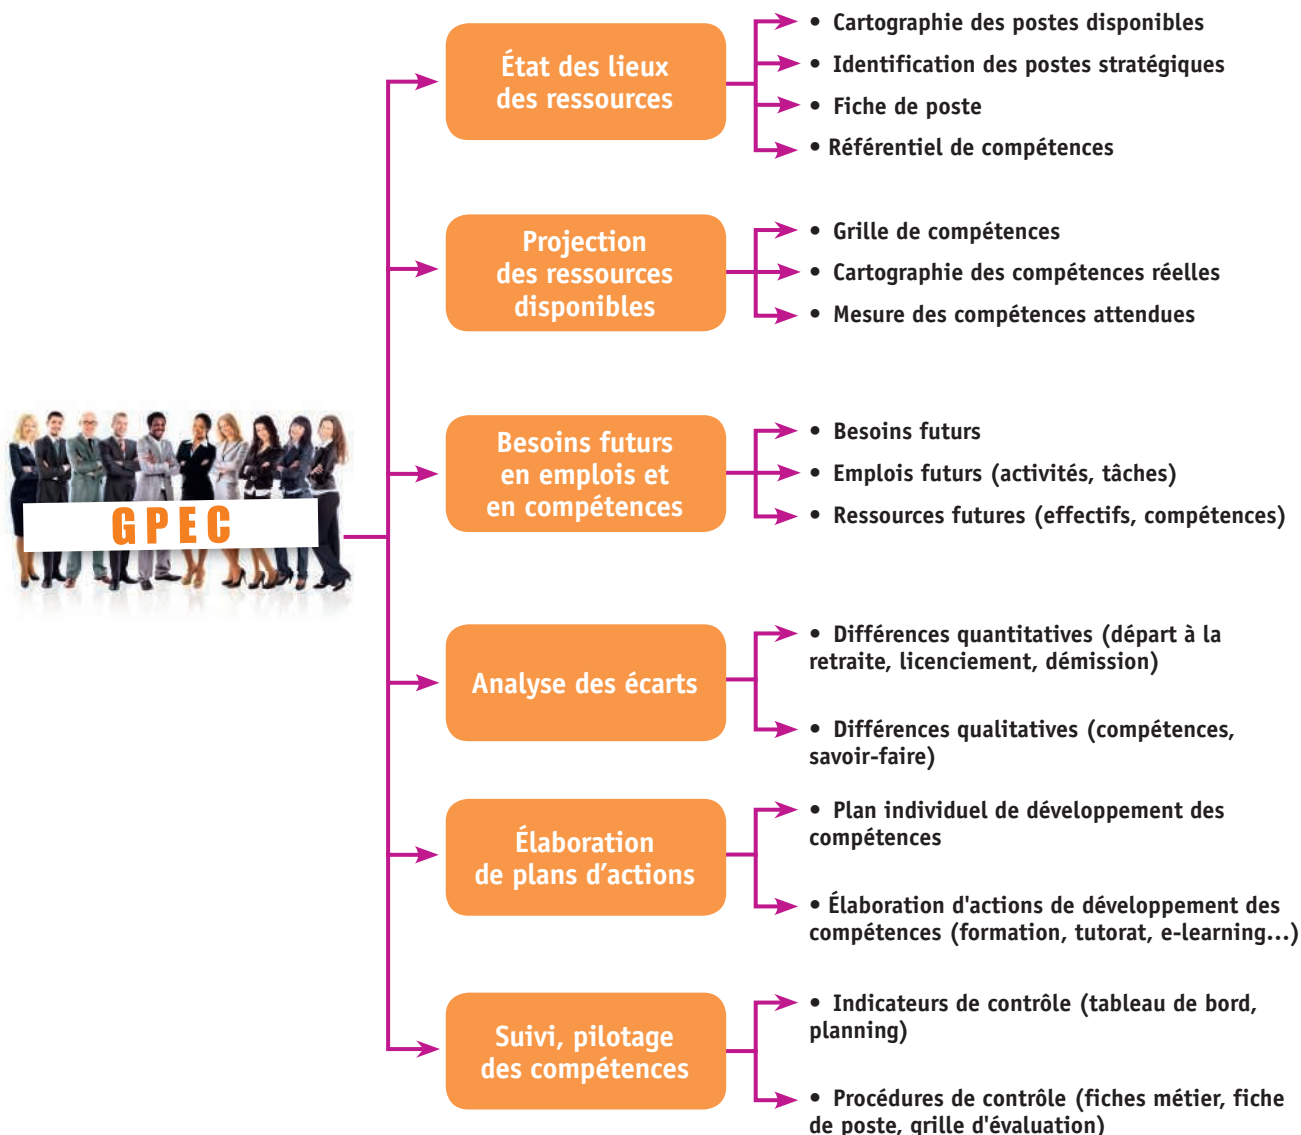 État des lieux
des ressources
• Cartographie des postes disponibles
• Identification des postes stratégiques
• Fiche de poste
• Référentiel de compétences
Projection
des ressources
disponibles
• Grille de compétences
• Cartographie des compétences réelles
• Mesure des compétences attendues
GPEC
Besoins futurs
en emplois et
en compétences
• Besoins futurs
• Emplois futurs (activités, tâches)
• Ressources futures (effectifs, compétences)
Analyse des écarts
• Différences quantitatives (départ à la
retraite, licenciement, démission)
• Différences qualitatives (compétences,
savoir-faire)
Élaboration
de plans d’actions
• Plan individuel de développement des
compétences
• Élaboration d'actions de développement des
compétences (formation, tutorat, e-learning...)
Suivi, pilotage
des compétences
• Indicateurs de contrôle (tableau de bord,
planning)
• Procédures de contrôle (fiches métier, fiche
de poste, grille d'évaluation)